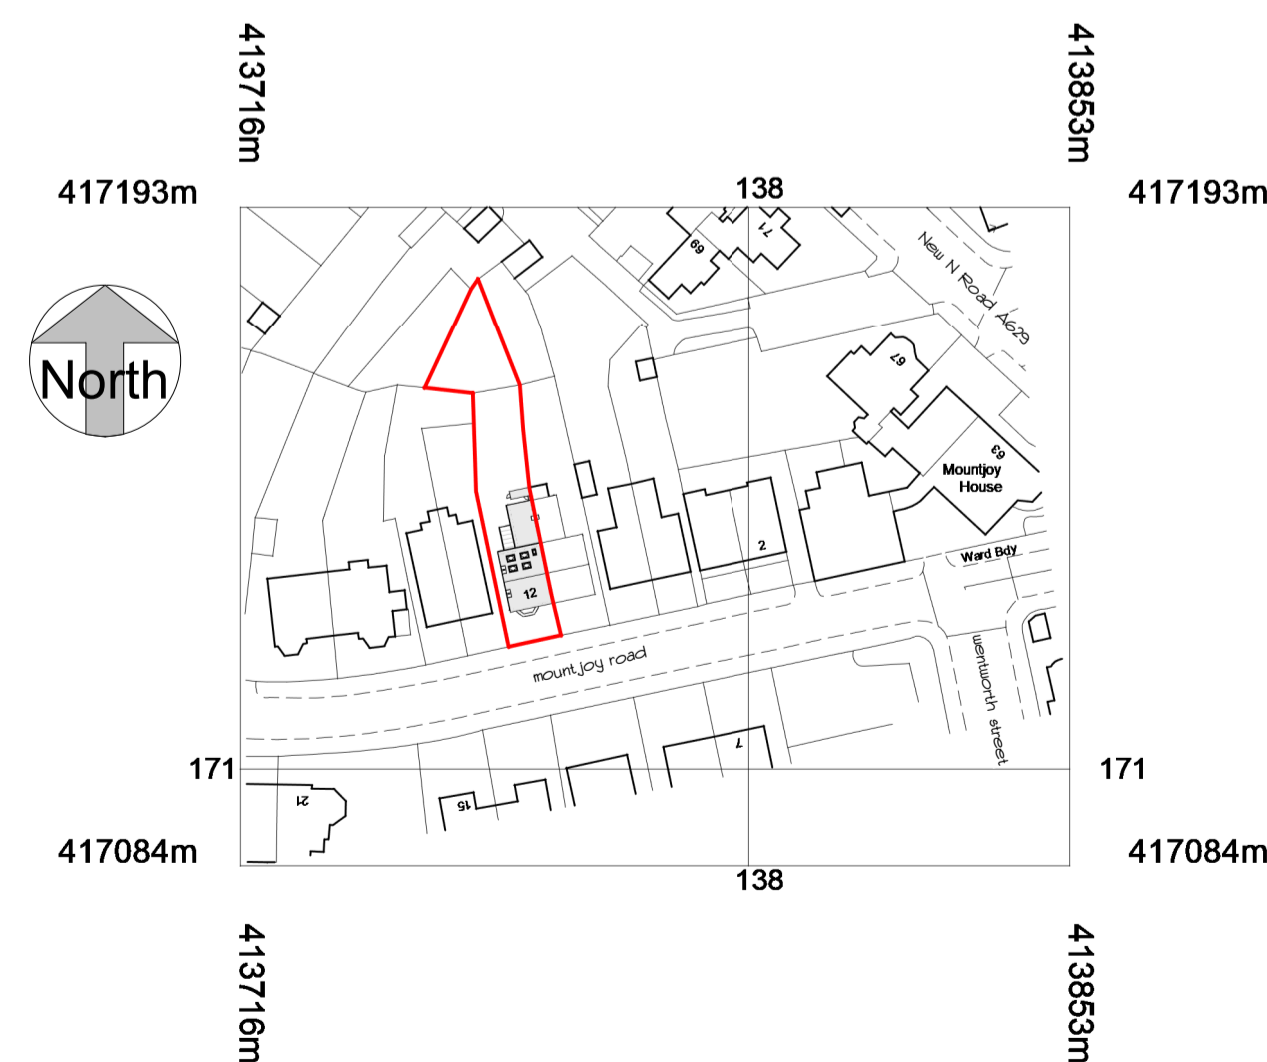 413716m
413853m
417193m
138
417193m
71
69
New N Road A629
North
67
63
Mountjoy
House
2
Ward Bdy
12
mountjoy road
wentworth street
7
171
171
21
15
417084m
417084m
138
413716m
413853m